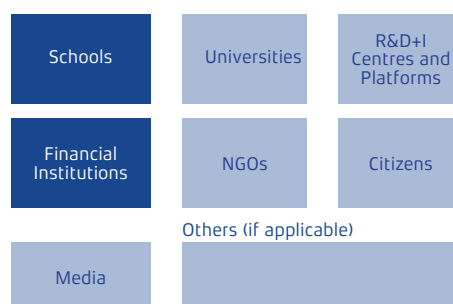 Schools
Universities
R&D+I
Centres and
Platforms
Financial
Institutions
NGOs
Citizens
Others (if applicable)
Media